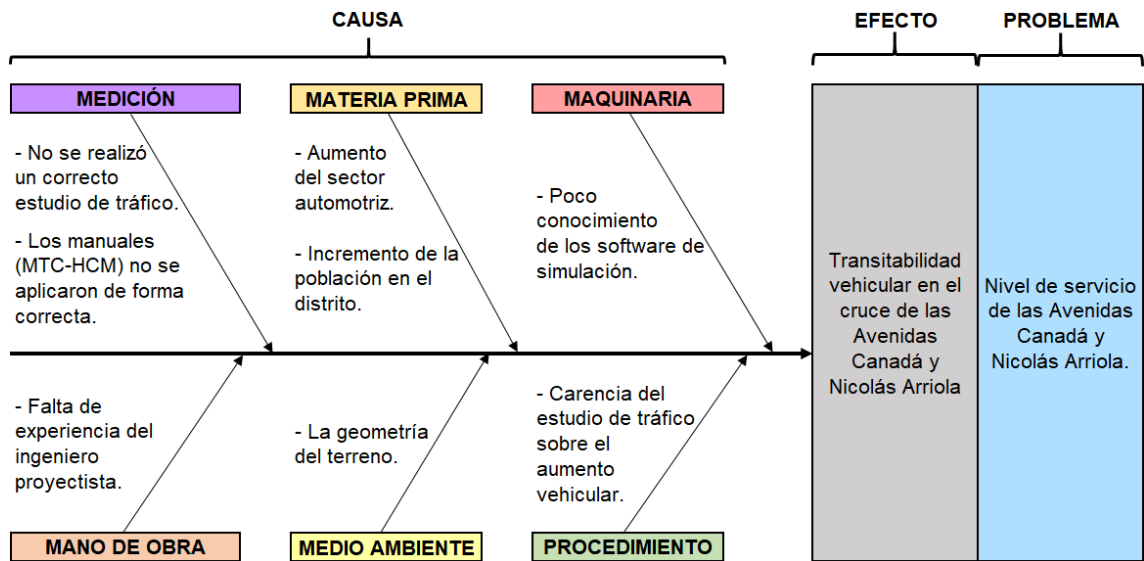 CAUSA
EFECTO
PROBLEMA
MEDICIÓN
MATERIA PRIMA
MAQUINARIA
- No se realizó
un correcto
estudio de tráfico.
- Los manuales
(MTC-HCM) no se
aplicaron de forma
correcta.
- Aumento
del sector
automotriz.
- Incremento de la
población en el
distrito.
- Poco
conocimiento
de los software de
simulación.
Transitabilidad
vehicular en el
cruce de las
Avenidas
Canadá y
Nicolás Arriola
Nivel de servicio
de las Avenidas
Canadá y
Nicolás Arriola.
- Falta de
experiencia del
ingeniero
proyectista.
- La geometría
del terreno.
- Carencia del
estudio de tráfico
sobre el
aumento
vehicular.
MANO DE OBRA
MEDIO AMBIENTE
PROCEDIMIENTO